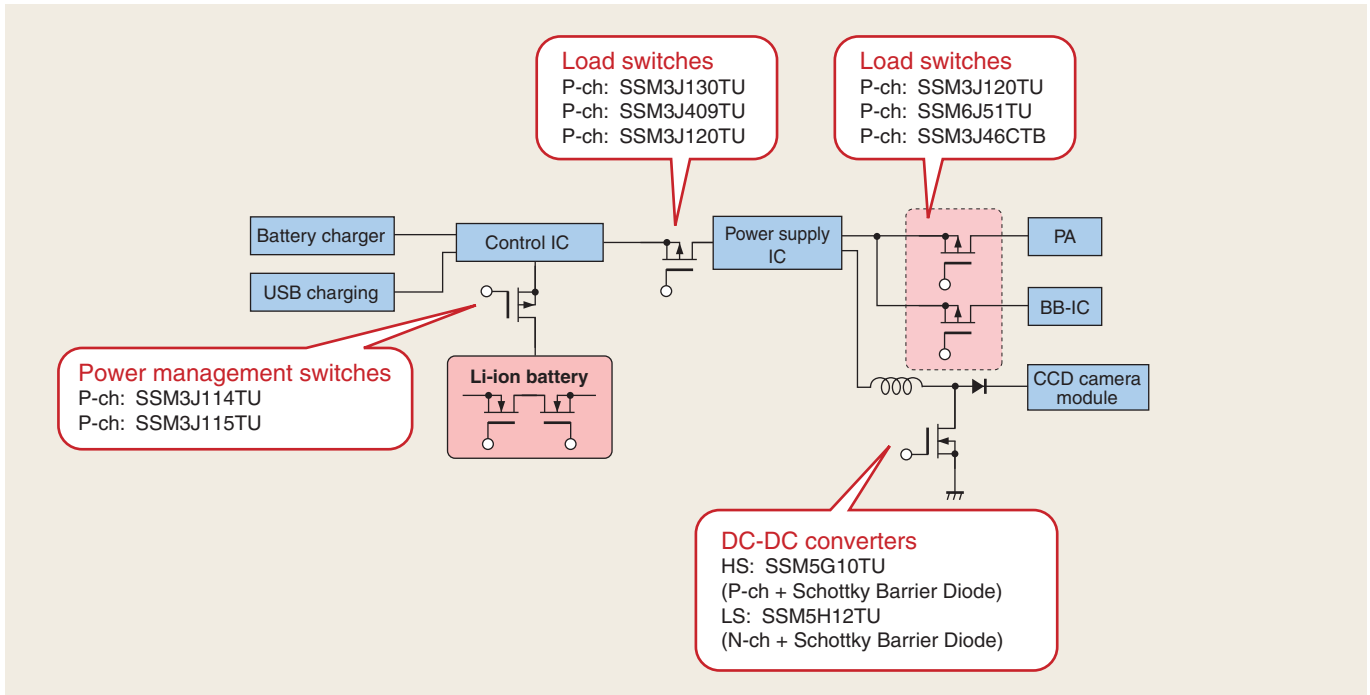 Load switches
P-ch: SSM3J130TU
P-ch: SSM3J409TU
P-ch: SSM3J120TU
Load switches
P-ch: SSM3J120TU
P-ch: SSM6J51TU
P-ch: SSM3J46CTB
Battery charger
Control IC
Power supply
IC
PA
USB charging
BB-IC
Power management switches
P-ch: SSM3J114TU
P-ch: SSM3J115TU
Li-ion battery
CCD camera
module
DC-DC converters
HS: SSM5G10TU
(P-ch + Schottky Barrier Diode)
LS: SSM5H12TU
(N-ch + Schottky Barrier Diode)